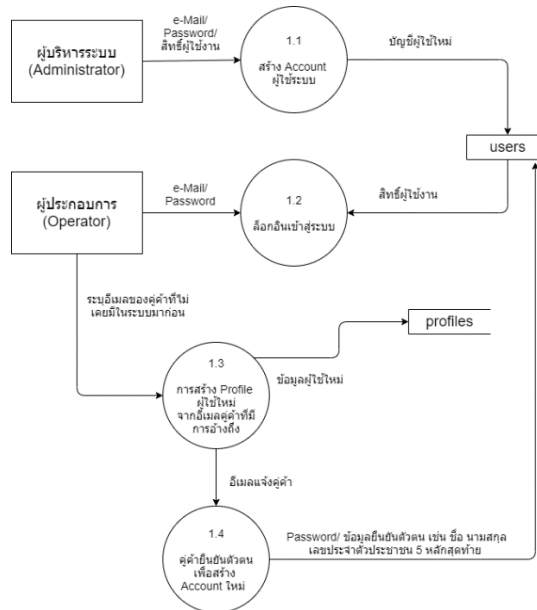 e-Mail/
Password/
สิทธิ์ผู้ใช้งาน
ผู้บริหารระบบ
(Administrator)
1.1
สร้าง Account
ผู้ใช้ระบบ
บัญชีผู้ใช้ใหม่
users
ผู้ประกอบการ
(Operator)
e-Mail/
Password
1.2
ล็อกอินเข้าสู่ระบบ
สิทธิ์ผู้ใช้งาน
ระบุอีเมลของคู่ค้าที่ไม่
เคยมีในระบบมาก่อน
profiles
1.3
การสร้าง Profile
ผู้ใช้ใหม่
จากอีเมลคู่ค้าที่มี
การอ้างถึง
ข้อมูลผู้ใช้ใหม่
อีเมลแจ้งคู่ค้า
1.4
คู่ค้ายืนยันตัวตน
เพื่อสร้าง
Account ใหม่
Password/ ข้อมูลยืนยันตัวตน เช่น ชื่อ นามสกุล
เลขประจำตัวประชาชน 5 หลักสุดท้าย